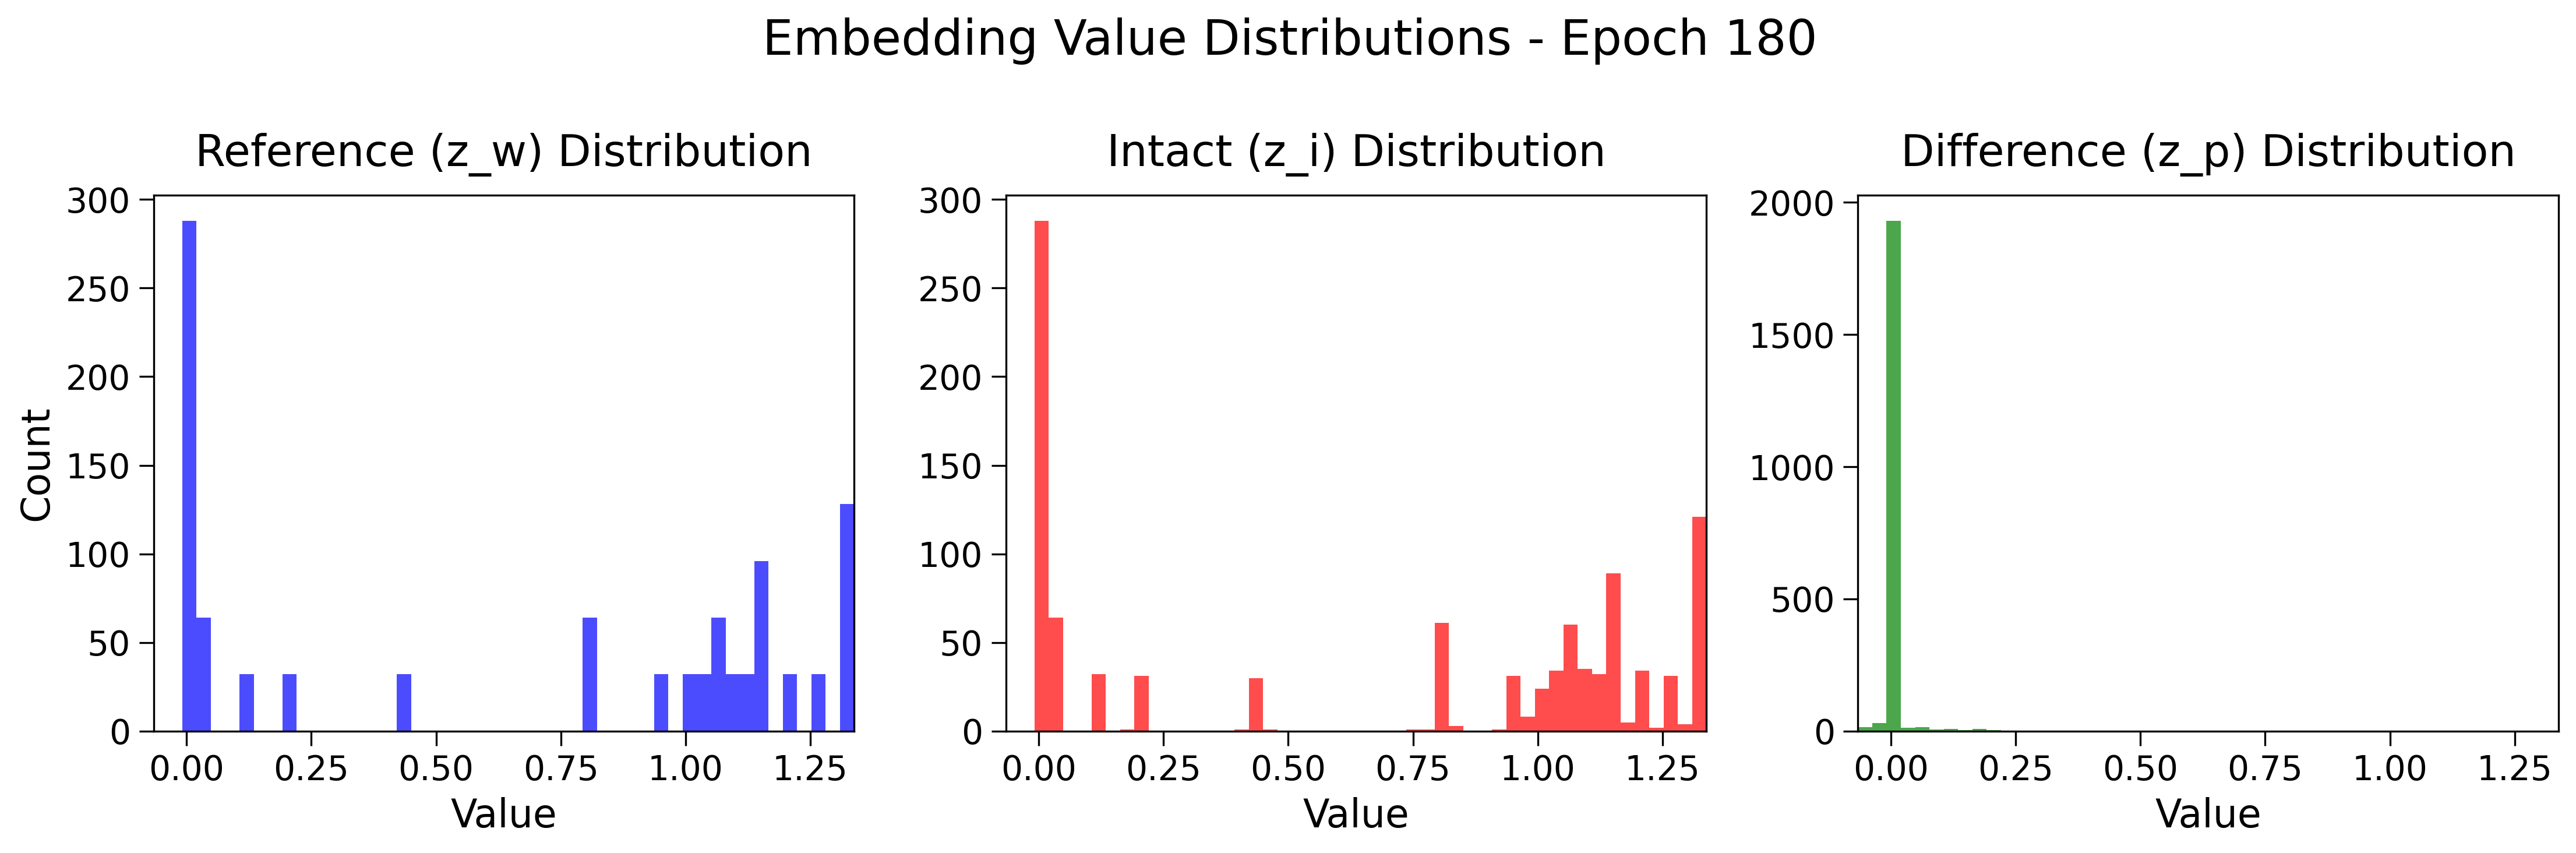 Embedding Value Distributions - Epoch 180
Reference (z_w) Distribution
300
250
200
150
100
50
0
Count
0.00 0.25 0.50 0.75 1.00 1.25
Value
Intact (z_i) Distribution
300
250
200
150
100
50
0
0.00 0.25 0.50 0.75 1.00 1.25
Value
Difference (z_p) Distribution
2000
1500
1000
500
0
0.00 0.25 0.50 0.75 1.00 1.25
Value